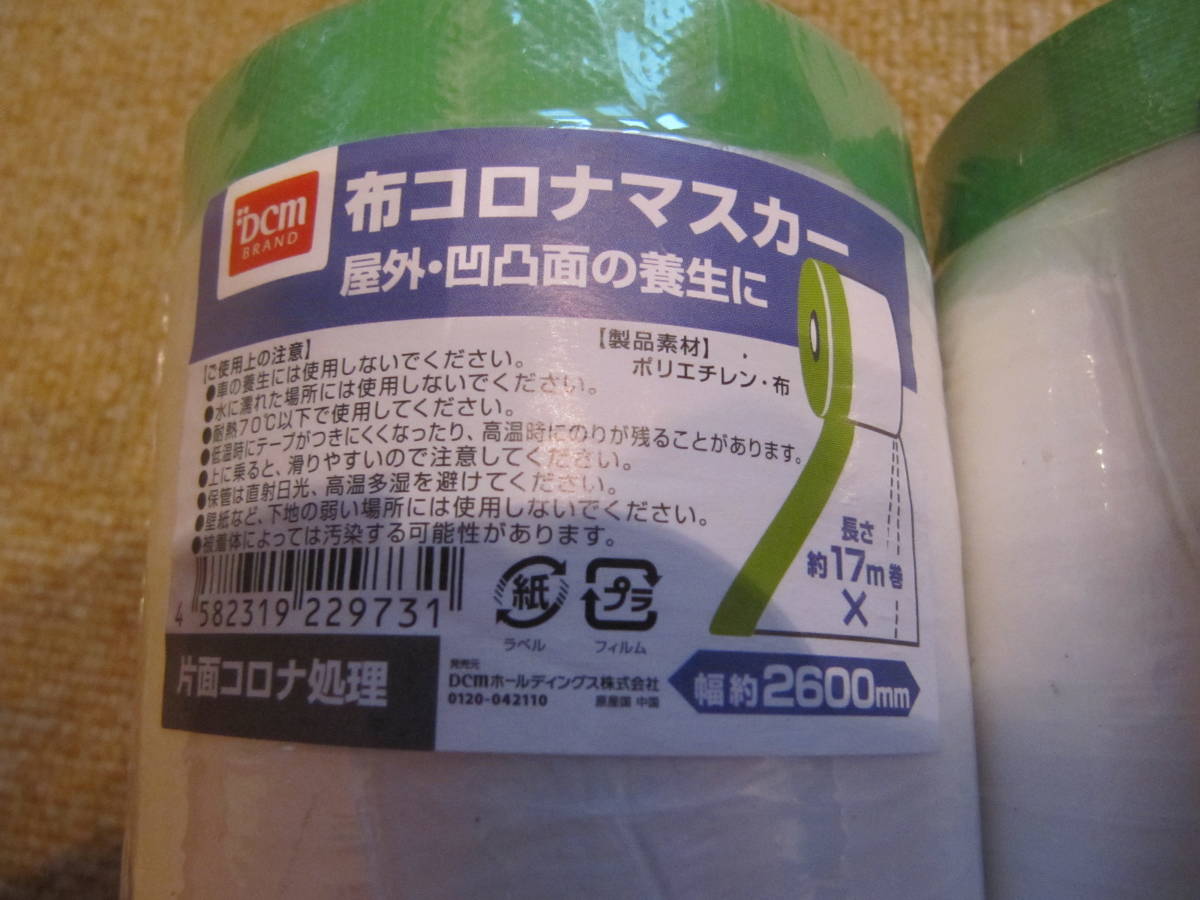 DCM
BRAND
布コロナマスカー
屋外・凹凸面の養生に
【ご使用上の注意】
●車の養生には使用しないでください。
●水に濡れた場所には使用しないでください。
●耐熱70℃以下で使用してください。
●低温時にテープがつきにくくなったり、高温時にのりが残ることがあります。
●上に乗ると、滑りやすいので注意してください。
●保管は直射日光、高温多湿を避けてください。
●壁紙など、下地の弱い場所には使用しないでください。
●被着体によっては汚染する可能性があります。
【製品素材】
ポリエチレン・布
長さ
約17m巻
×
幅約2600mm
4 582319 229731
紙
ラベル
プラ
フィルム
片面コロナ処理
発売元
DCMホールディングス株式会社
0120-042110
原産国 中国